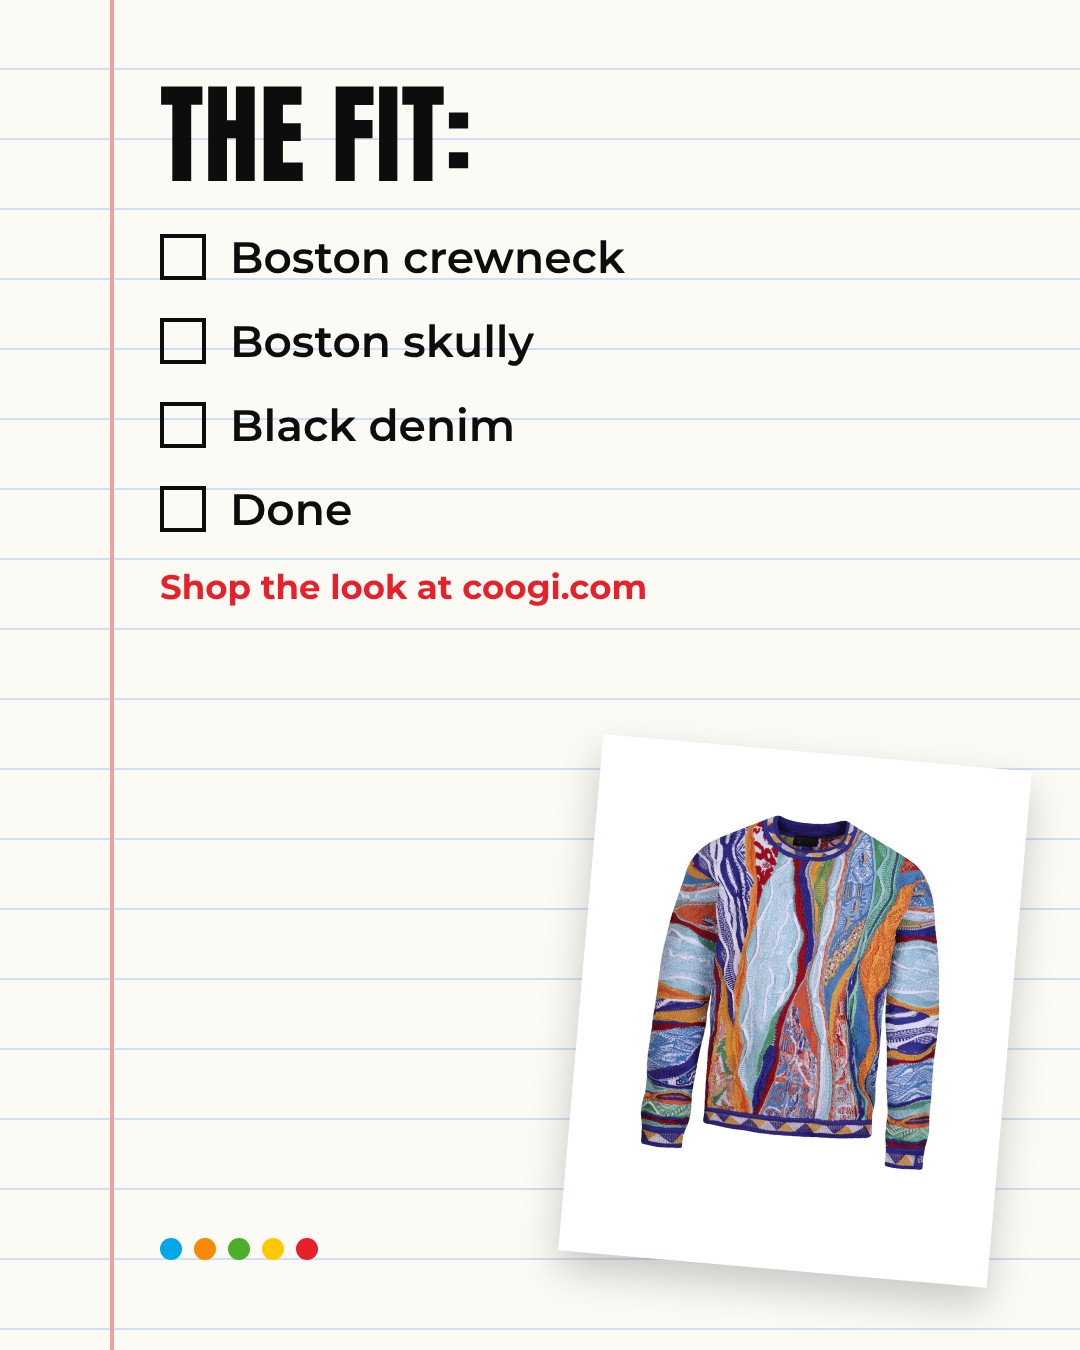 THE FIT:
Boston crewneck
Boston skully
Black denim
Done
Shop the look at coogi.com